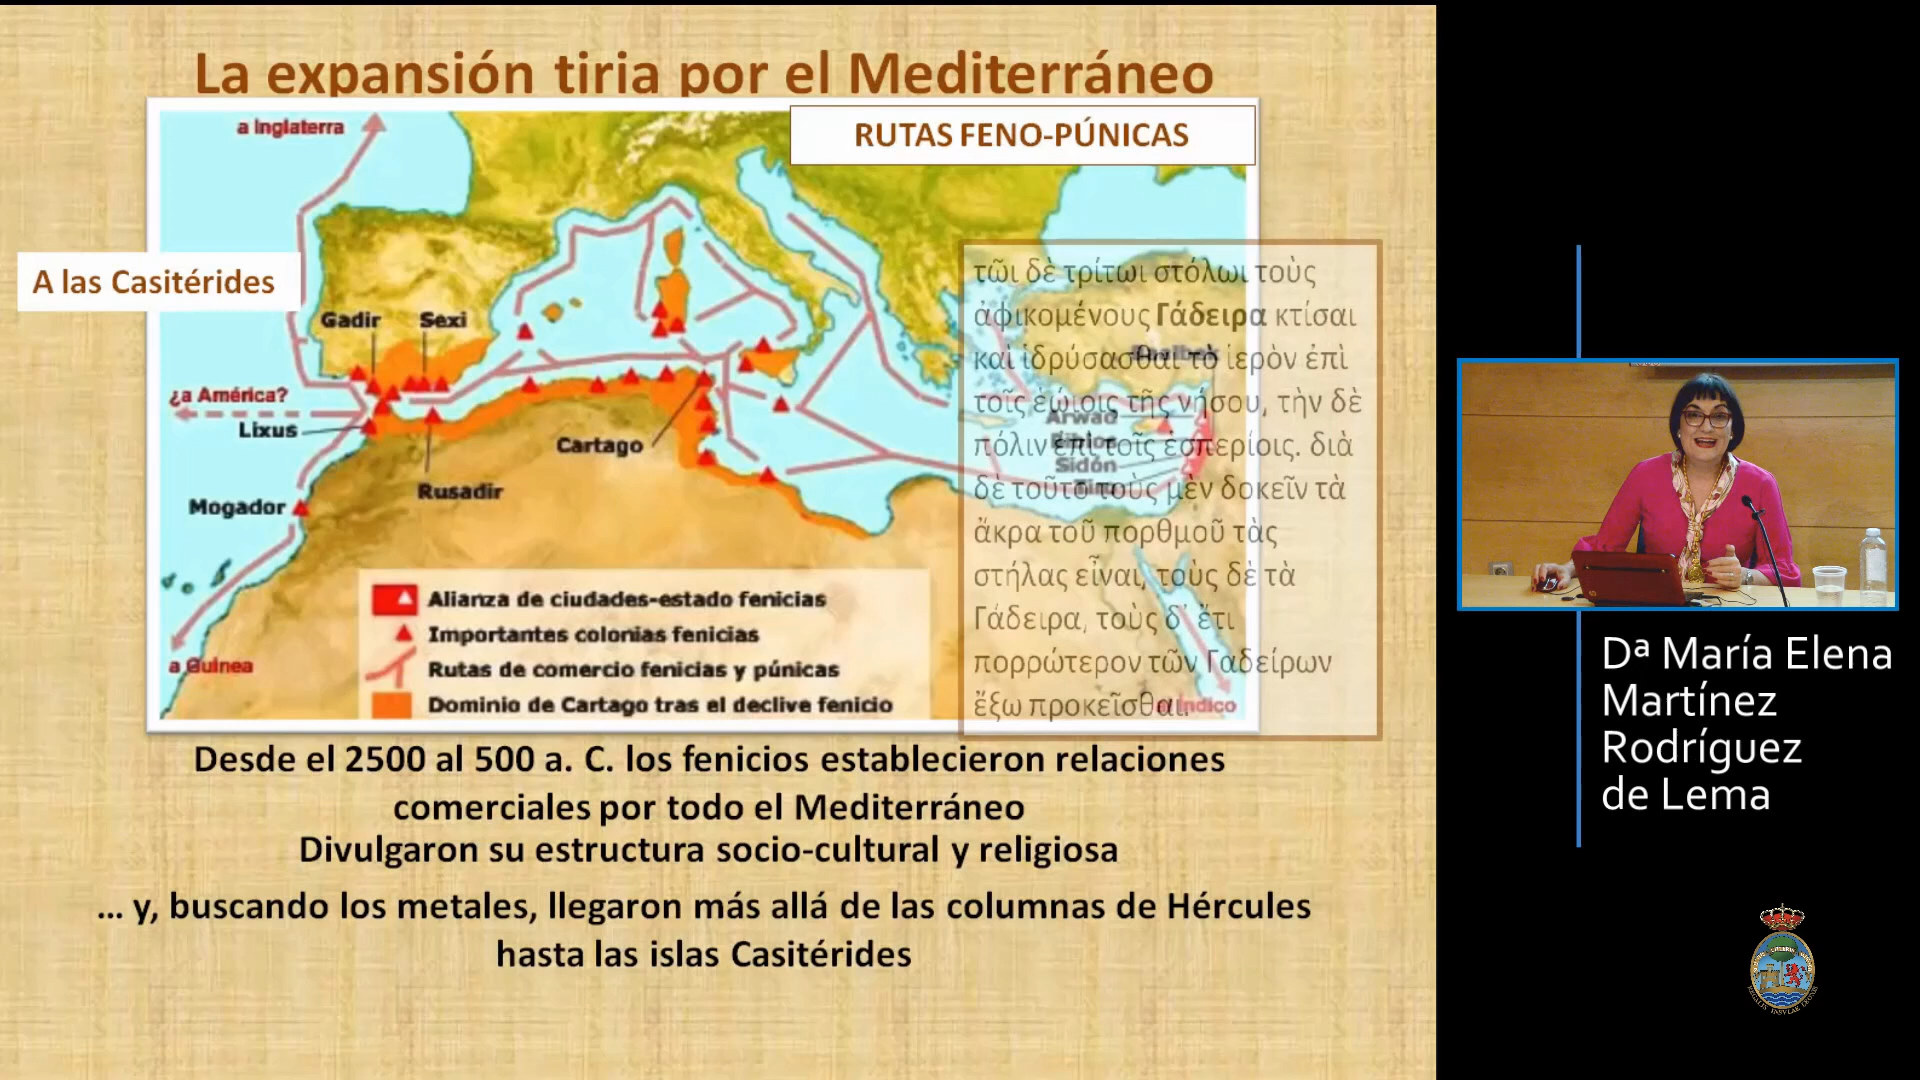 La expansión tiria por el Mediterráneo
RUTAS FENO-PÚNICAS
a Inglaterra
A las Casitérides
Gadir
Sexi
¿a América?
Lixus
Cartago
Rusadir
Mogador
a Guinea
Arwad
Biblos
Sidón
Tiro
Indico
Alianza de ciudades-estado fenicias
Importantes colonias fenicias
Rutas de comercio fenicias y púnicas
Dominio de Cartago tras el declive fenicio
τῶι δὲ τρίτωι στόλωι τοὺς
ἀφικομένους Γάδειρα κτίσαι
καὶ ἱδρύσασθαι τὸ ἱερὸν ἐπὶ
τοῖς ἑώιοις τῆς νήσου, τὴν δὲ
πόλιν ἐπὶ τοῖς ἑσπερίοις. διὰ
δὲ τοῦτο τοὺς μὲν δοκεῖν τὰ
ἄκρα τοῦ πορθμοῦ τὰς
στήλας εἶναι, τοὺς δὲ τὰ
Γάδειρα, τοὺς δ᾽ ἔτι
πορρώτερον τῶν Γαδείρων
ἔξω προκεῖσθαι.
Desde el 2500 al 500 a. C. los fenicios establecieron relaciones
comerciales por todo el Mediterráneo
Divulgaron su estructura socio-cultural y religiosa
... y, buscando los metales, llegaron más allá de las columnas de Hércules
hasta las islas Casitérides
Dª María Elena
Martínez
Rodríguez
de Lema